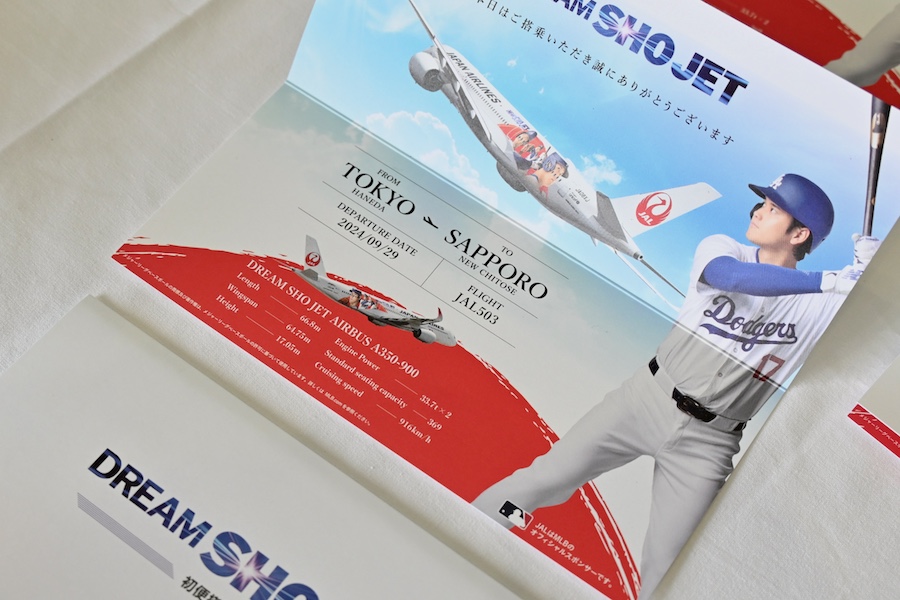 DREAM SHO JET
本日はご搭乗いただき誠にありがとうございます
JAPAN AIRLINES
JAL
FROM
TOKYO
HANEDA
TO
SAPPORO
NEW CHITOSE
DEPARTURE DATE
2024/09/29
FLIGHT
JAL503
DREAM SHO JET AIRBUS A350-900
Length 66.8m
Wingspan 64.75m
Height 17.05m
Engine Power 33.7t×2
Standard seating capacity 369
Cruising speed 916km/h
Dodgers
17
LA
JALはMLBの
オフィシャルスポンサーです。
DREAM SHO
初便